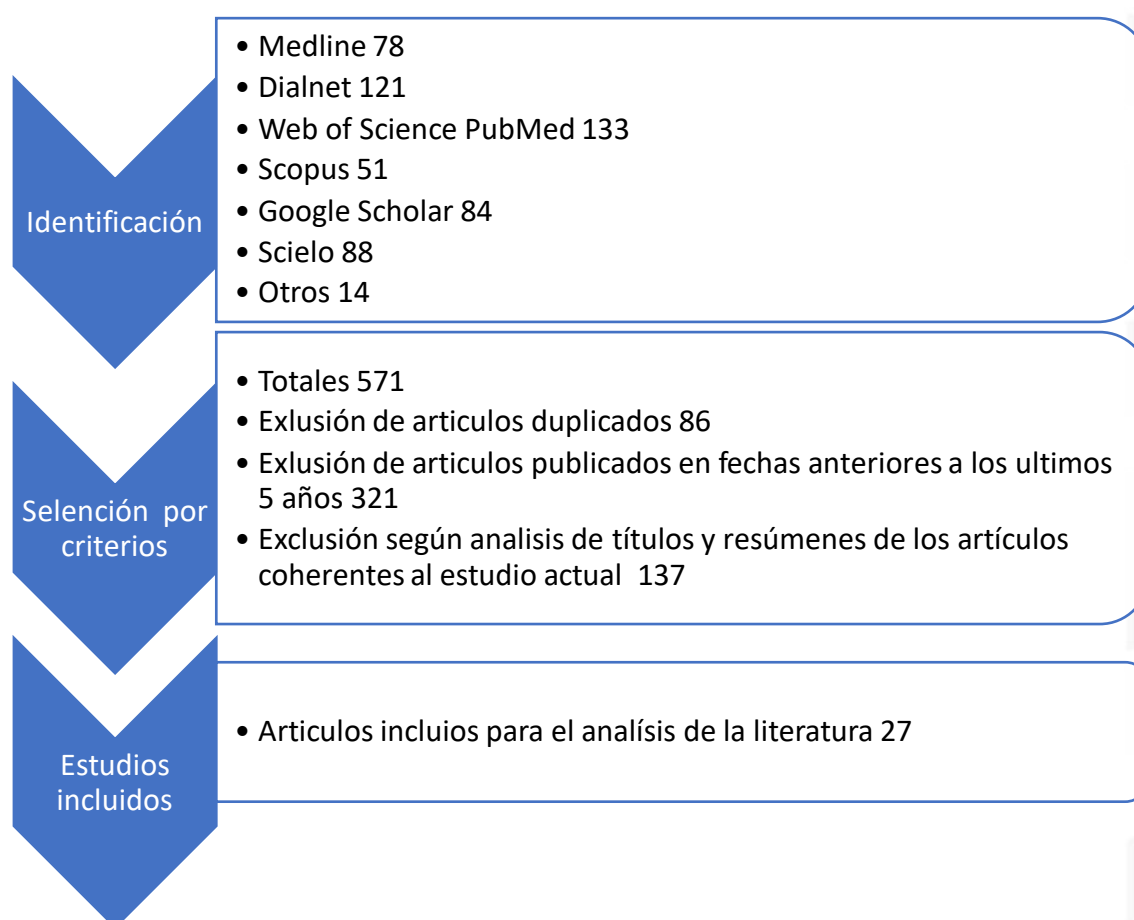 Identificación
• Medline 78
• Dialnet 121
• Web of Science PubMed 133
• Scopus 51
• Google Scholar 84
• Scielo 88
• Otros 14
Selención por
criterios
• Totales 571
• Exlusión de articulos duplicados 86
• Exlusión de articulos publicados en fechas anteriores a los ultimos
5 años 321
• Exclusión según analisis de títulos y resúmenes de los artículos
coherentes al estudio actual 137
Estudios
incluidos
• Articulos incluios para el analísis de la literatura 27